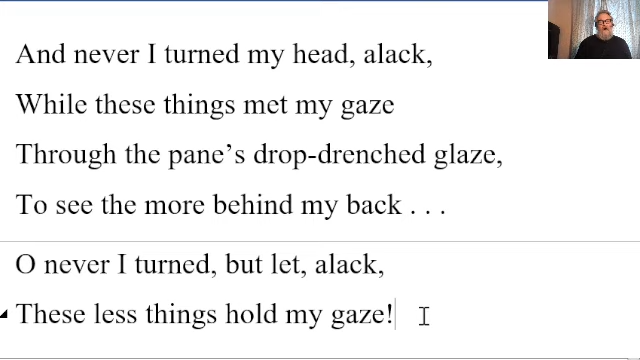 And never I turned my head, alack,
While these things met my gaze
Through the pane’s drop-drenched glaze,
To see the more behind my back . . .
O never I turned, but let, alack,
These less things hold my gaze!